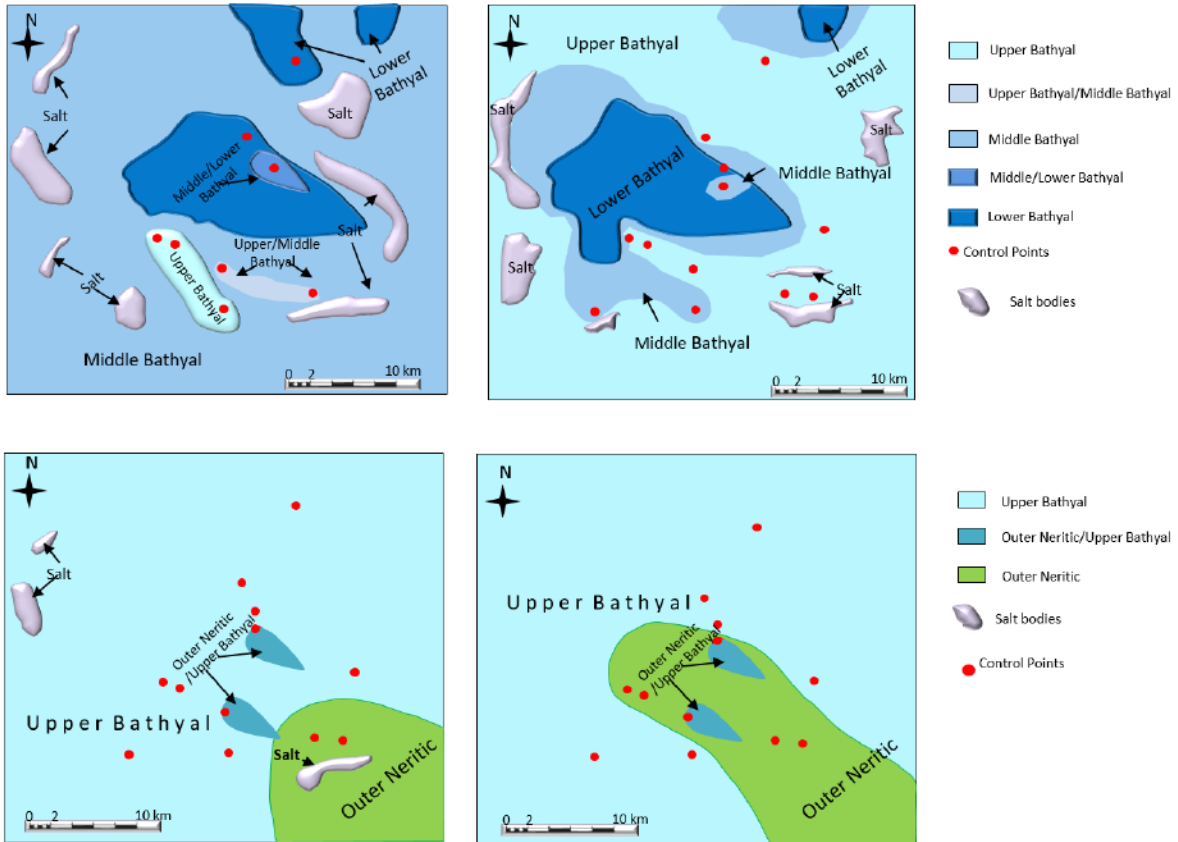 N
Lower
Bathyal
Salt
Salt
Middle/Lower
Bathyal
Salt
Upper/Middle
Bathyal
Upper Bathyal
Salt
Middle Bathyal
0 2 10 km
N
Upper Bathyal
Lower
Bathyal
Salt
Salt
Lower Bathyal
Middle Bathyal
Salt
Salt
Middle Bathyal
0 2 10 km
Upper Bathyal
Upper Bathyal/Middle Bathyal
Middle Bathyal
Middle/Lower Bathyal
Lower Bathyal
Control Points
Salt bodies
N
Salt
Outer Neritic
/Upper Bathyal
Upper Bathyal
Salt
Outer Neritic
0 2 10 km
N
Upper Bathyal
Outer Neritic
/Upper Bathyal
Outer Neritic
0 2 10 km
Upper Bathyal
Outer Neritic/Upper Bathyal
Outer Neritic
Salt bodies
Control Points